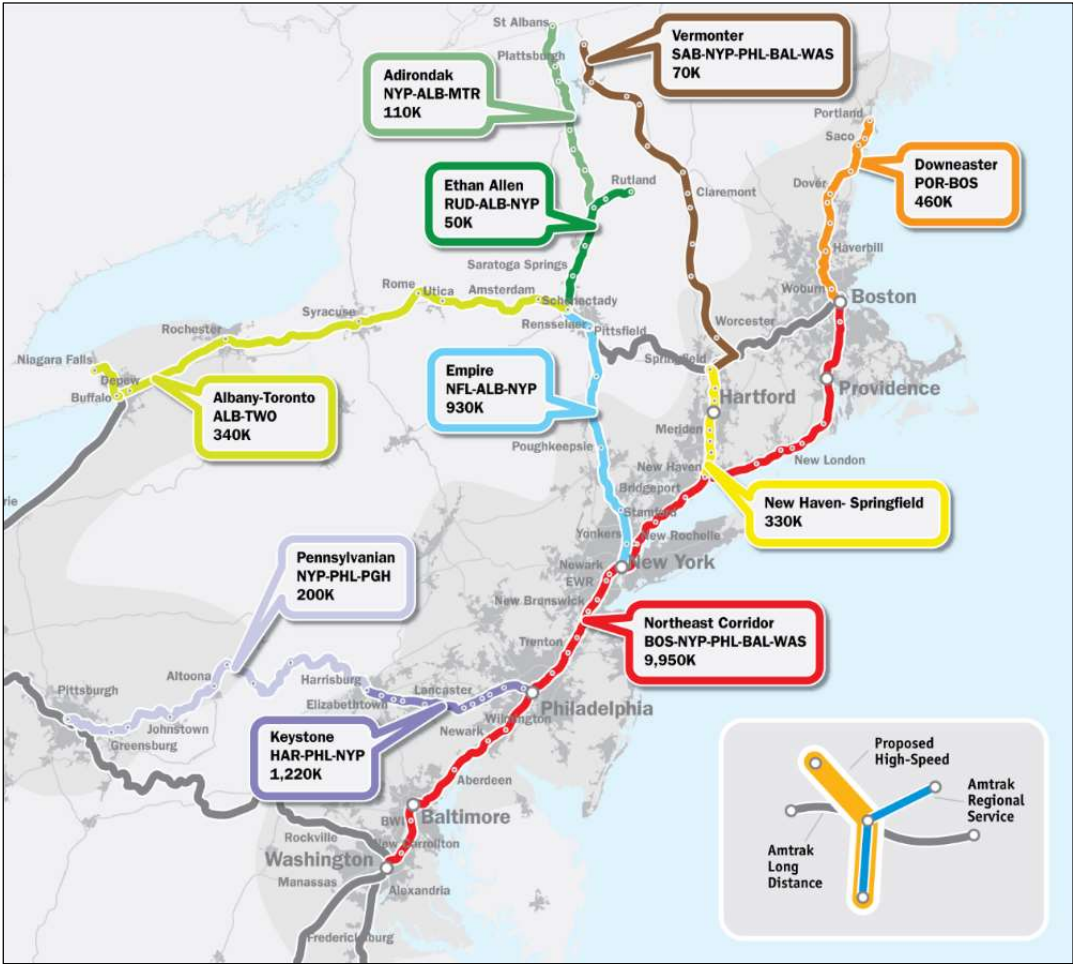 St Albans
Plattsburgh
Vermonter
SAB-NYP-PHL-BAL-WAS
70K
Adirondak
NYP-ALB-MTR
110K
Portland
Saco
Downeaster
POR-BOS
460K
Ethan Allen
RUD-ALB-NYP
50K
Rutland
Claremont
Dover
Haverhill
Saratoga Springs
Rome
Utica
Amsterdam
Schenectady
Woburn
Boston
Syracuse
Rochester
Rensselaer
Pittsfield
Worcester
Niagara Falls
Depew
Buffalo
Albany-Toronto
ALB-TWO
340K
Empire
NFL-ALB-NYP
930K
Springfield
Hartford
Providence
Meriden
Poughkeepsie
New London
New Haven
Bridgeport
Stamford
New Haven- Springfield
330K
rie
Yonkers
New Rochelle
Newark
New York
EWR
Pennsylvanian
NYP-PHL-PGH
200K
New Brunswick
Northeast Corridor
BOS-NYP-PHL-BAL-WAS
9,950K
Trenton
Altoona
Harrisburg
Lancaster
Pittsburgh
Elizabethtown
Philadelphia
Johnstown
Greensburg
Wilmington
Newark
Keystone
HAR-PHL-NYP
1,220K
Aberdeen
Baltimore
BWI
Rockville
New Carrollton
Washington
Manassas
Alexandria
Fredericksburg
Proposed
High-Speed
Amtrak
Regional
Service
Amtrak
Long
Distance